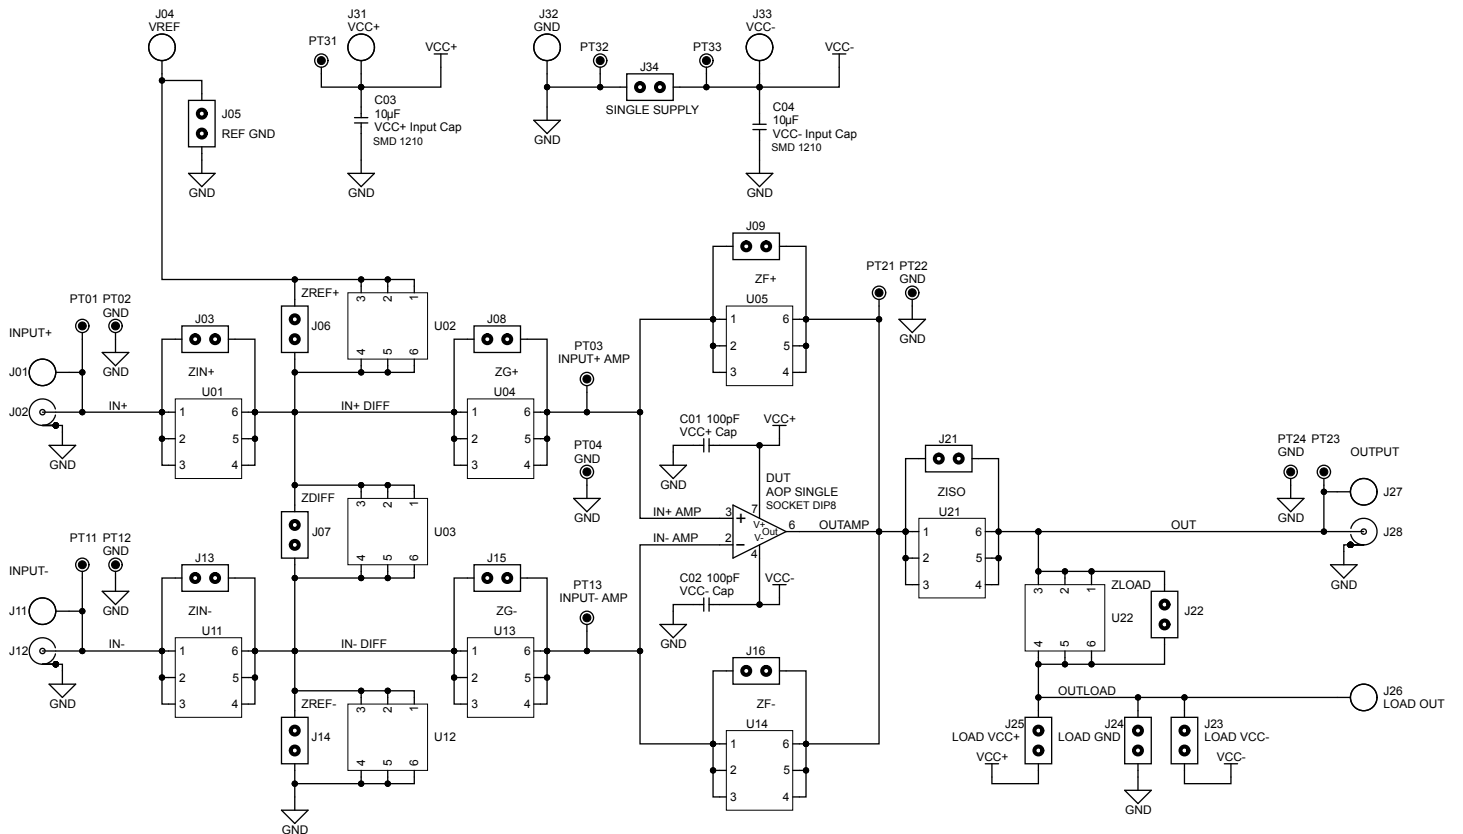 J04
VREF
J05
REF GND
GND
PT31
J31
VCC+
VCC+
C03
10µF
VCC+ Input Cap
SMD 1210
GND
J32
GND
GND
PT32
J34
SINGLE SUPPLY
PT33
J33
VCC-
VCC-
C04
10µF
VCC- Input Cap
SMD 1210
GND
INPUT+
J01
J02
GND
PT01
PT02
GND
GND
IN+
J03
ZIN+
U01
1 6
2 5
3 4
ZREF+
J06
3 2 1
4 5 6
U02
IN+ DIFF
J08
ZG+
U04
1 6
2 5
3 4
PT03
INPUT+ AMP
PT04
GND
GND
J09
ZF+
U05
1 6
2 5
3 4
PT21
PT22
GND
GND
C01 100pF
VCC+ Cap
VCC+
GND
DUT
AOP SINGLE
SOCKET DIP8
IN+ AMP
3
+
7
V+
Out
6
OUTAMP
IN- AMP
2
-
V-
4
C02 100pF
VCC- Cap
VCC-
GND
ZDIFF
J07
3 2 1
4 5 6
U03
INPUT-
J11
J12
GND
PT11
PT12
GND
GND
IN-
J13
ZIN-
U11
1 6
2 5
3 4
IN- DIFF
J15
ZG-
U13
1 6
2 5
3 4
PT13
INPUT- AMP
ZREF-
J14
3 2 1
4 5 6
U12
GND
J16
ZF-
U14
1 6
2 5
3 4
J21
ZISO
U21
1 6
2 5
3 4
OUT
PT24
GND
GND
PT23
OUTPUT
J27
J28
GND
ZLOAD
3 2 1
4 5 6
U22
J22
OUTLOAD
J26
LOAD OUT
J25
LOAD VCC+
VCC+
J24
LOAD GND
GND
J23
LOAD VCC-
VCC-